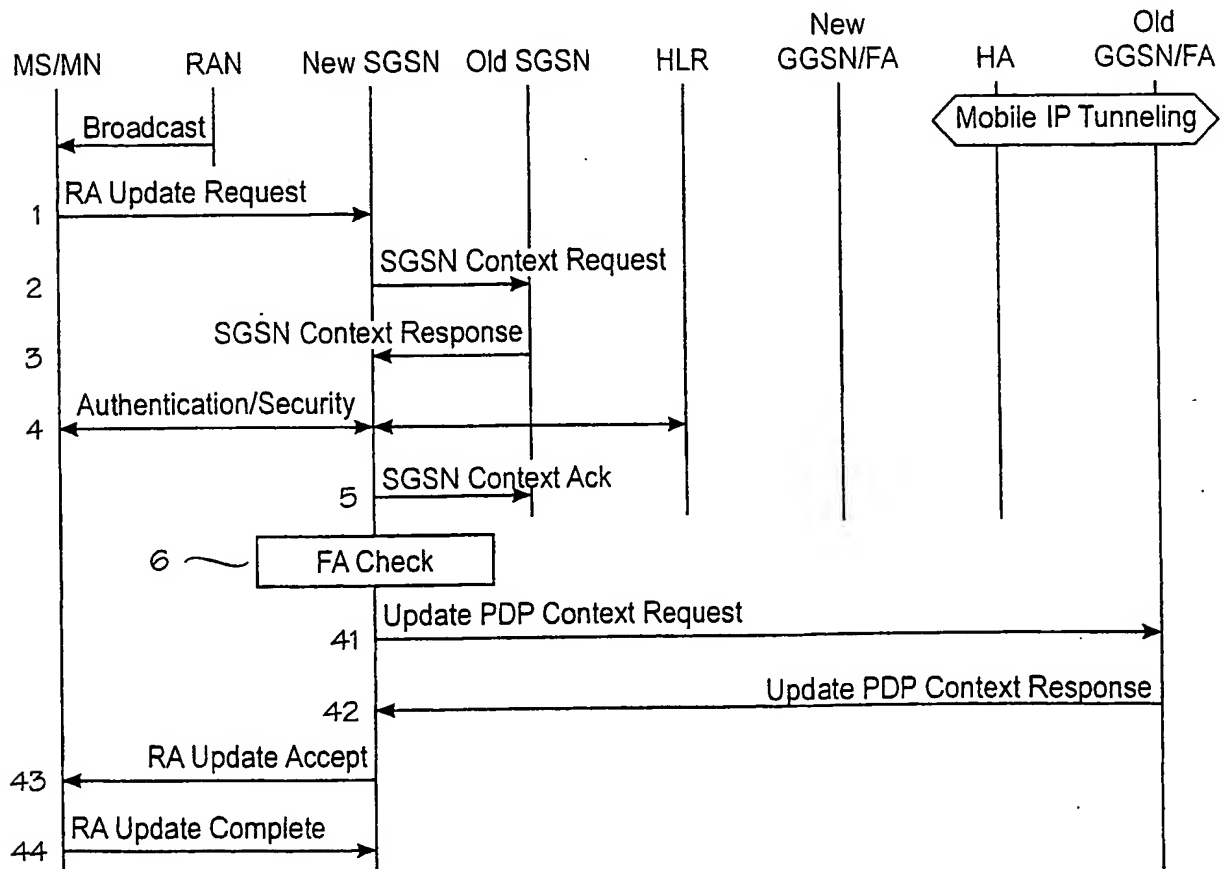 MS/MN RAN New SGSN Old SGSN HLR New GGSN/FA HA Old GGSN/FA
Mobile IP Tunneling
Broadcast
RA Update Request
1
SGSN Context Request
2
SGSN Context Response
3
Authentication/Security
4
SGSN Context Ack
5
6 FA Check
Update PDP Context Request
41
Update PDP Context Response
42
RA Update Accept
43
RA Update Complete
44